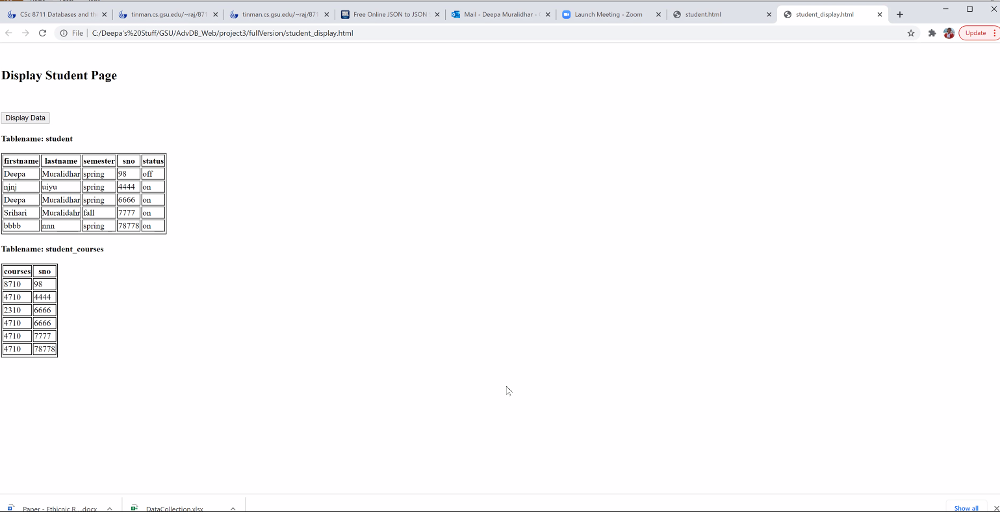 CSc 8711 Databases and th
tinman.cs.gsu.edu/~raj/871
tinman.cs.gsu.edu/~raj/871
Free Online JSON to JSON
Mail - Deepa Muralidhar -
Launch Meeting - Zoom
student.html
student_display.html
File
C:/Deepa's%20Stuff/GSU/AdvDB_Web/project3/fullVersion/student_display.html
Update
Display Student Page
Display Data
Tablename: student
firstname lastname semester sno status
Deepa Muralidhar spring 98 off
njnj uiyu spring 4444 on
Deepa Muralidhar spring 6666 on
Srihari Muralidahr fall 7777 on
bbbb nnn spring 78778 on
Tablename: student_courses
courses sno
8710 98
4710 4444
2310 6666
4710 6666
4710 7777
4710 78778
Paper - Ethicnic R....docx
DataCollection.xlsx
Show all